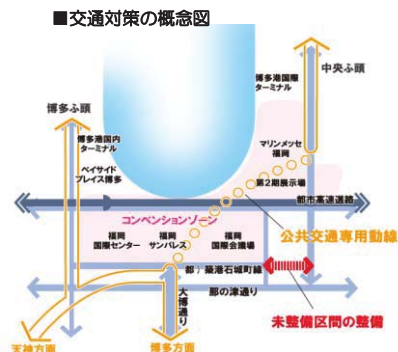 ■交通対策の概念図
中央ふ頭
博多港国際
ターミナル
博多ふ頭
博多港国内
ターミナル
ベイサイド
プレイス博多
マリンメッセ
福岡
第2期展示場
都市高速道路
コンベンションゾーン
公共交通専用動線
福岡
国際センター
福岡
サンパレス
福岡
国際会議場
都)築港石城町線
大博通り
那の津通り
未整備区間の整備
天神方面
博多方面